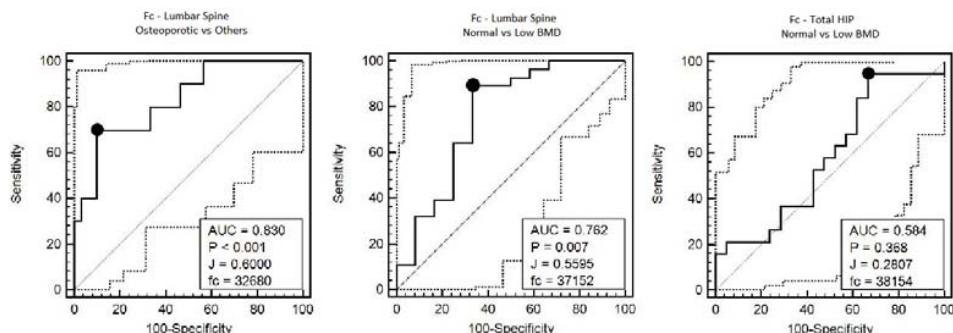 Fc - Lumbar Spine
Osteoporotic vs Others
Sensitivity
100
80
60
40
20
0
AUC = 0.830
P < 0.001
J = 0.6000
fc = 32680
0 20 40 60 80 100
100-Specificity
Fc - Lumbar Spine
Normal vs Low BMD
Sensitivity
100
80
60
40
20
0
AUC = 0.762
P = 0.007
J = 0.5595
fc = 37152
0 20 40 60 80 100
100-Specificity
Fc - Total HIP
Normal vs Low BMD
Sensitivity
100
80
60
40
20
0
AUC = 0.584
P = 0.368
J = 0.2807
fc = 38154
0 20 40 60 80 100
100-Specificity